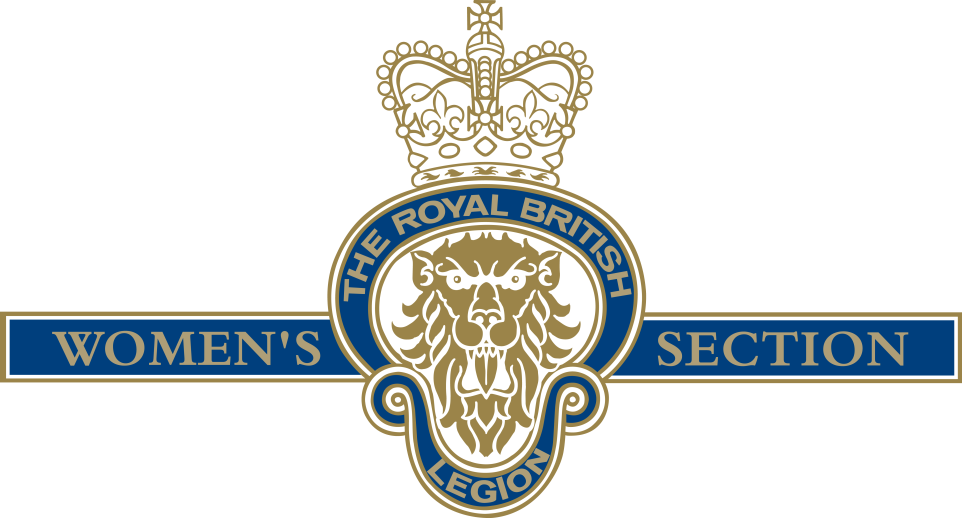 THE ROYAL BRITISH
WOMEN'S SECTION
LEGION